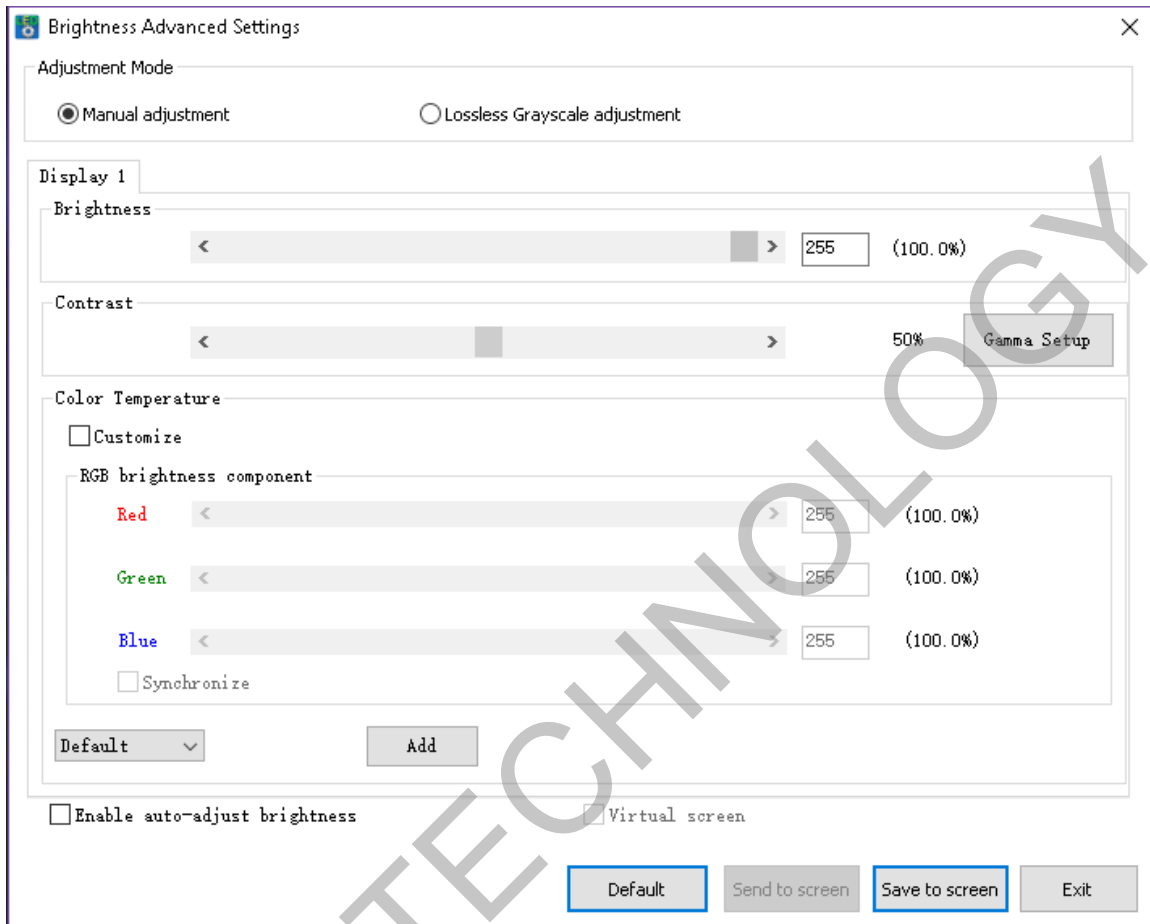 LED
Brightness Advanced Settings
Adjustment Mode
Manual adjustment Lossless Grayscale adjustment
Display 1
Brightness
255 (100.0%)
Contrast
50% Gamma Setup
Color Temperature
Customize
RGB brightness component
Red 255 (100.0%)
Green 255 (100.0%)
Blue 255 (100.0%)
Synchronize
Default Add
Enable auto-adjust brightness Virtual screen
Default Send to screen Save to screen Exit
TECHNOLOGY